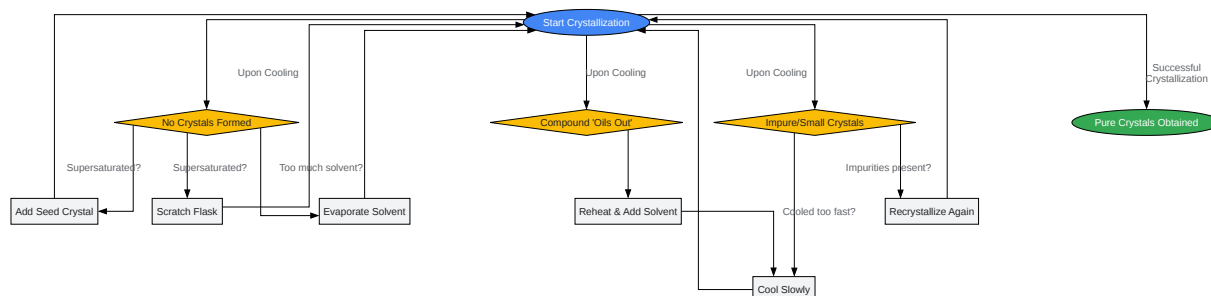 Start Crystallization
Upon Cooling
Upon Cooling
Upon Cooling
Successful
Crystallization
No Crystals Formed
Compound 'Oils Out'
Impure/Small Crystals
Pure Crystals Obtained
Supersaturated?
Supersaturated?
Too much solvent?
Impurities present?
Add Seed Crystal
Scratch Flask
Evaporate Solvent
Reheat & Add Solvent
Cooled too fast?
Recrystallize Again
Cool Slowly